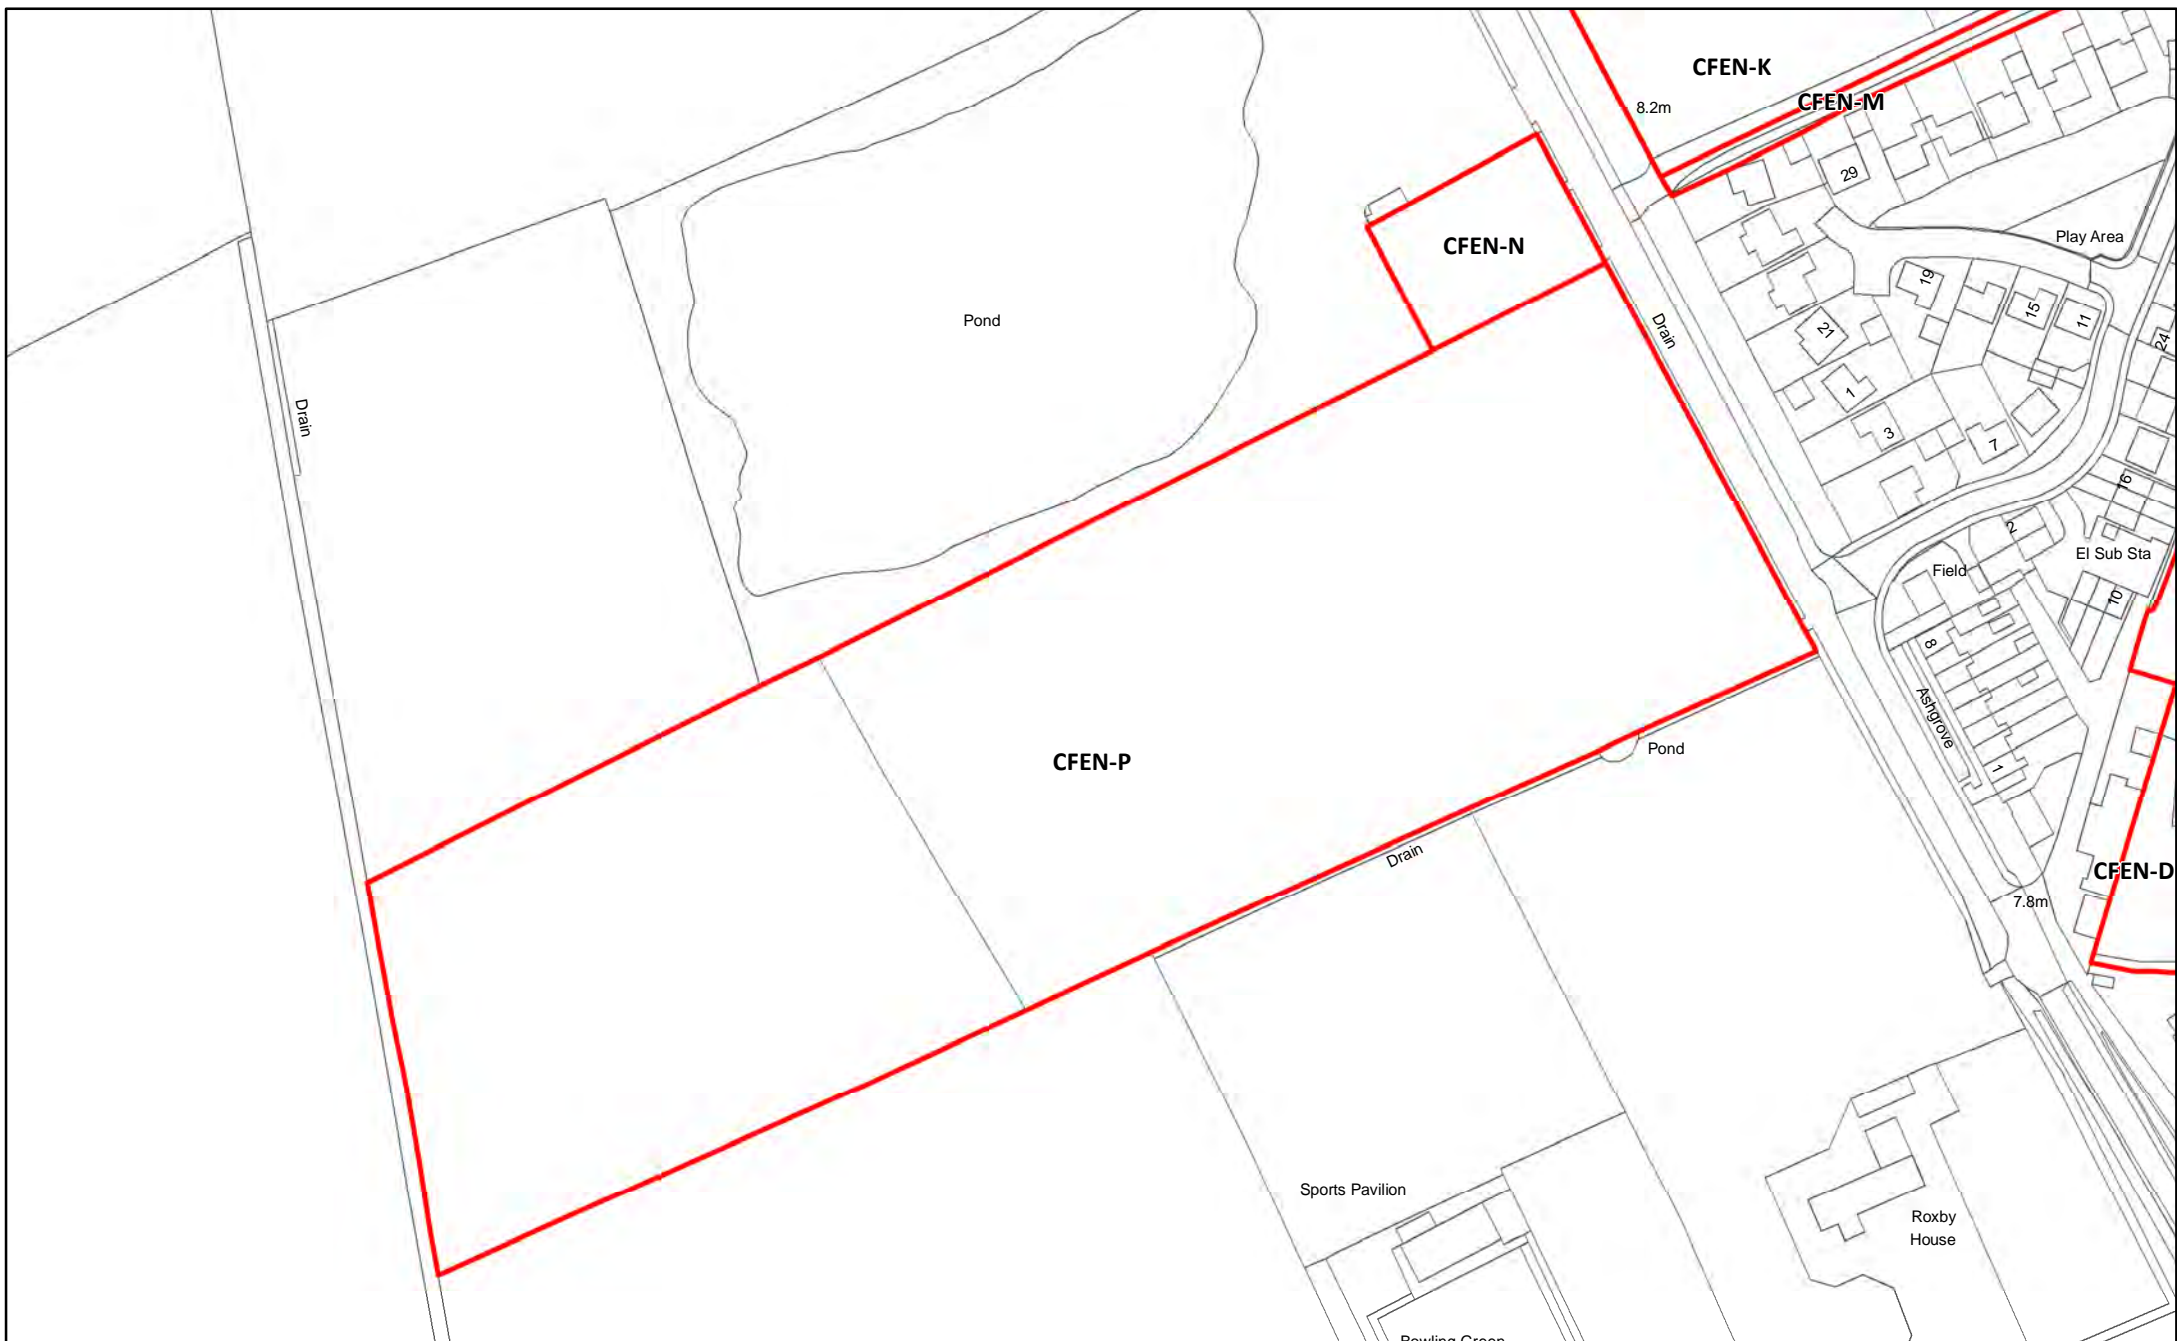 CFEN-K
CFEN-M
8.2m
29
CFEN-N
Play Area
19
Pond
15
11
Drain
21
24
1
Drain
3
7
16
2
El Sub Sta
Field
10
8
Ashgrove
Pond
CFEN-P
1
Drain
CFEN-D
7.8m
Sports Pavilion
Roxby
House
Bowling Green